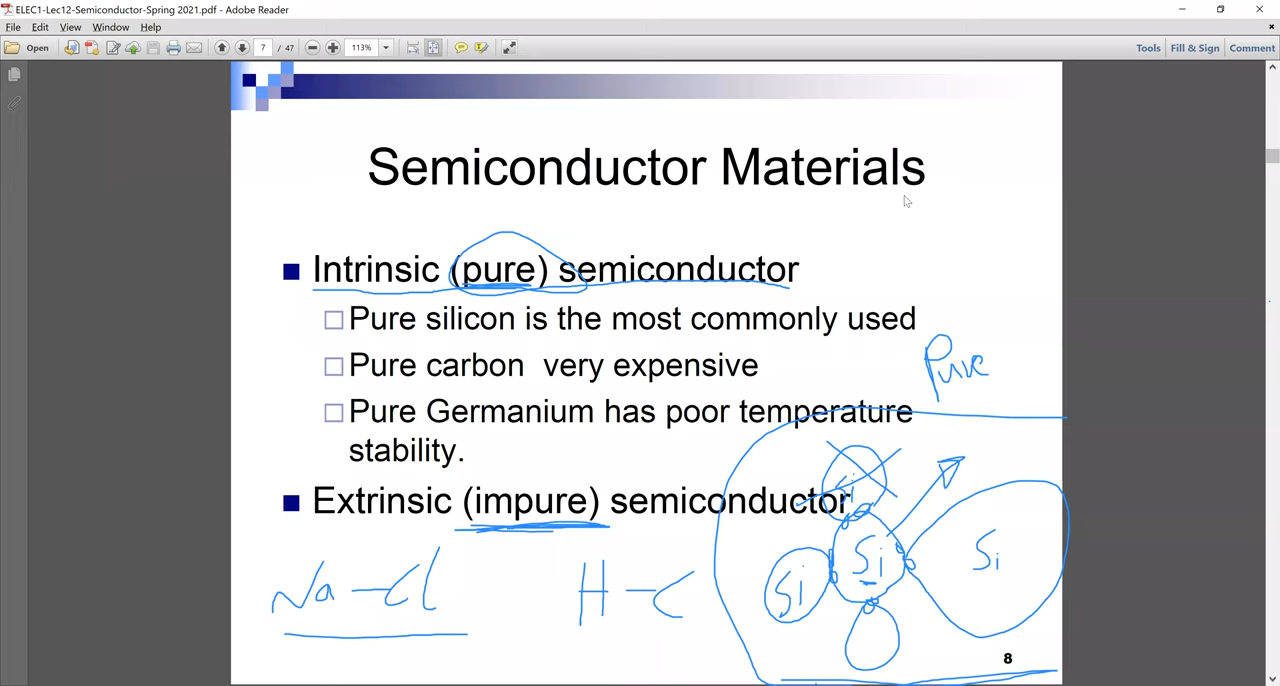 ELEC1-Lec12-Semiconductor-Spring 2021.pdf - Adobe Reader
File Edit View Window Help
Open 7 / 47 113% Tools Fill & Sign Comment
Semiconductor Materials
Intrinsic (pure) semiconductor
Pure silicon is the most commonly used
Pure carbon very expensive
Pure
Pure Germanium has poor temperature
stability.
Si
Extrinsic (impure) semiconductor
Si Si Si
Na-Cl H-C
8